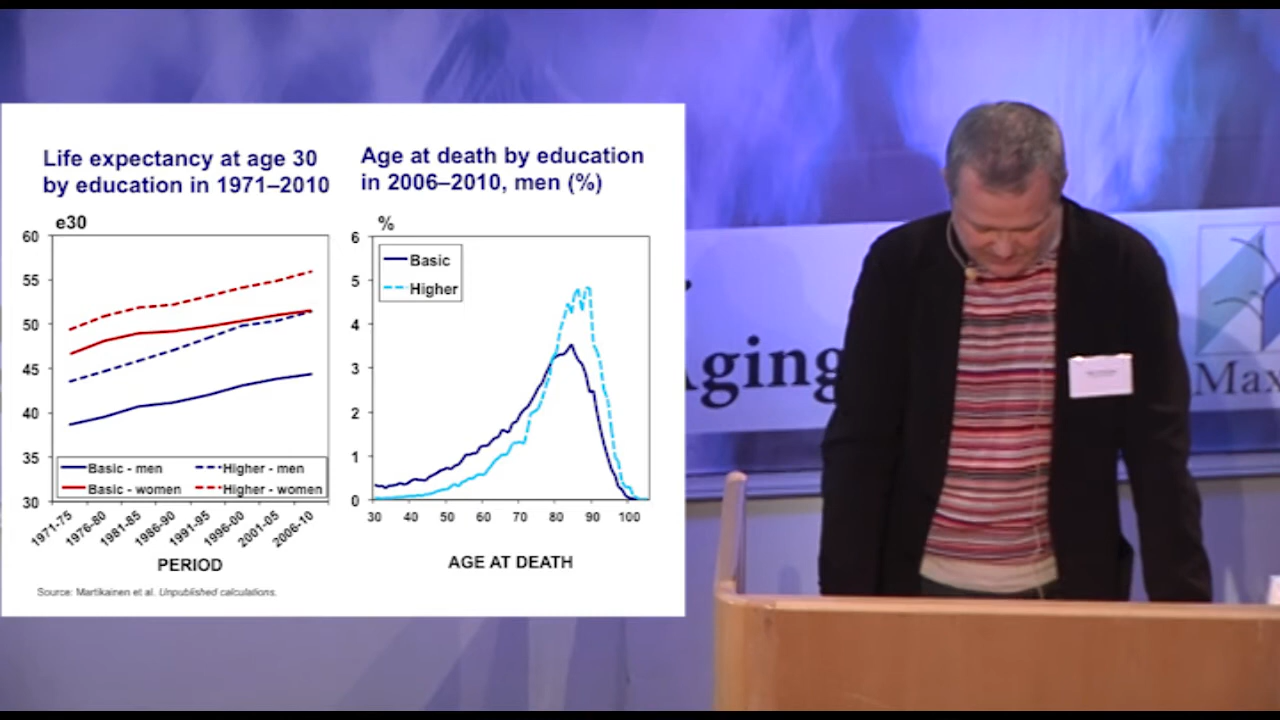 Life expectancy at age 30
by education in 1971–2010
e30
60
55
50
45
40
35
30
Basic - men
Higher - men
Basic - women
Higher - women
1971-75
1976-80
1981-85
1986-90
1991-95
1996-00
2001-05
2006-10
PERIOD
Source: Martikainen et al. Unpublished calculations.
Age at death by education
in 2006–2010, men (%)
%
6
5
4
3
2
1
0
Basic
Higher
30 40 50 60 70 80 90 100
AGE AT DEATH
Aging
Max